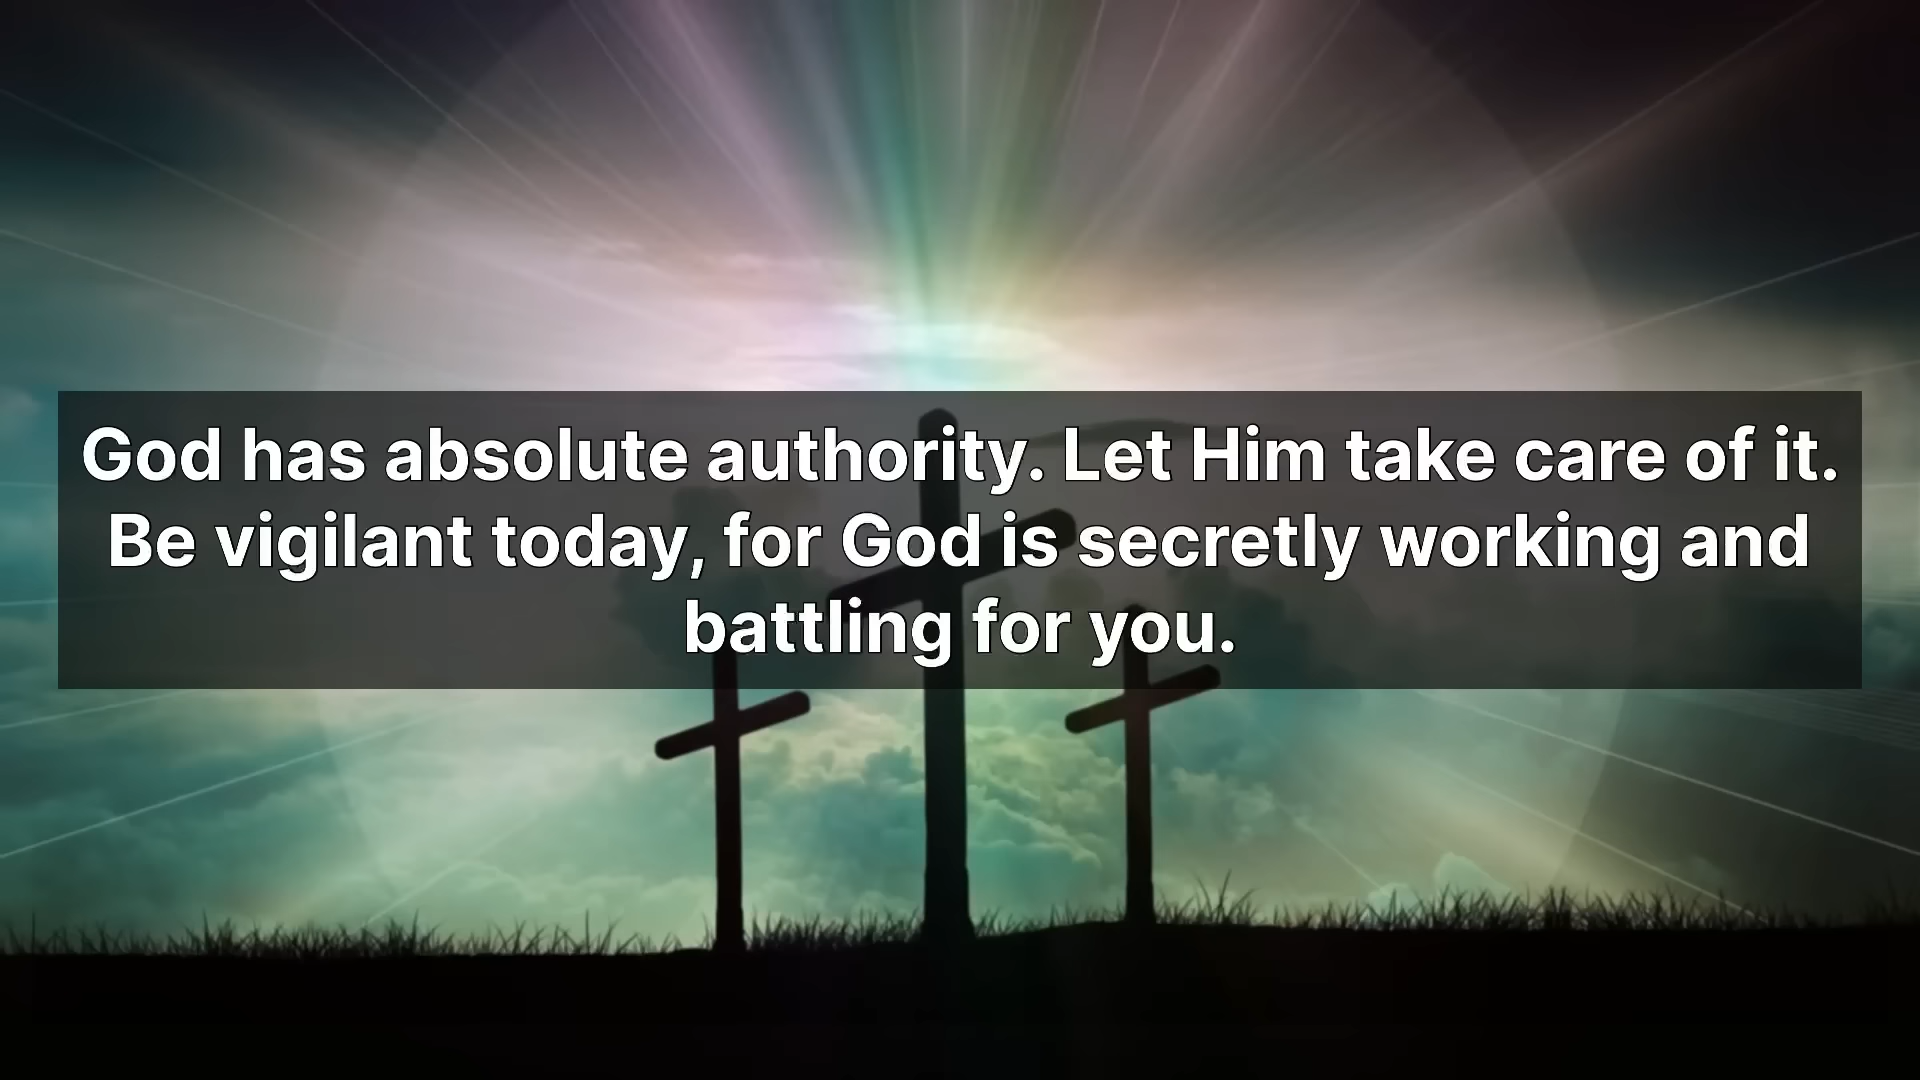 God has absolute authority. Let Him take care of it.
Be vigilant today, for God is secretly working and
battling for you.